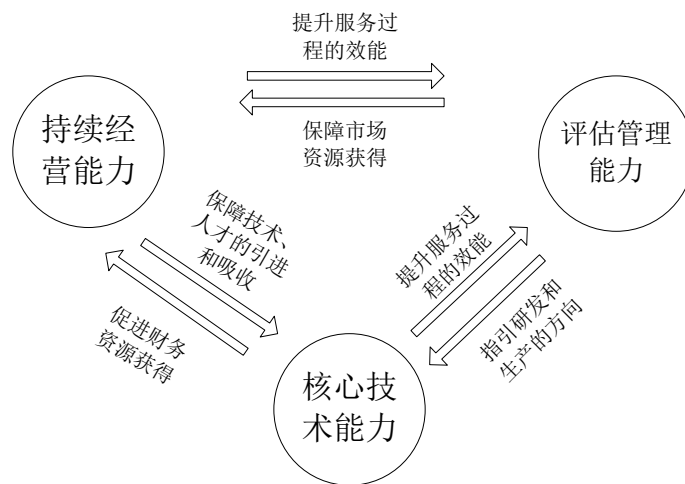 提升服务过
程的效能
持续经
营能力
保障市场
资源获得
评估管理
能力
保障技术、
人才的引进
和吸收
提升服务过
程的效能
促进财务
资源获得
指引研发和
生产的方向
核心技
术能力